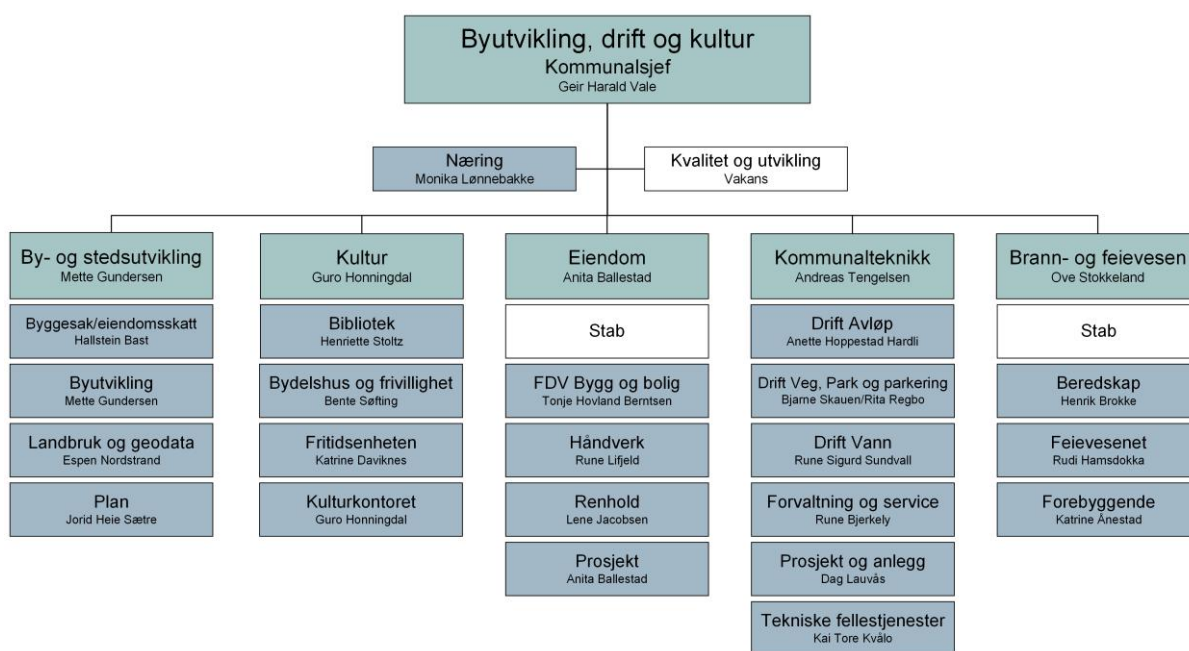 Byutvikling, drift og kultur
Kommunalsjef
Geir Harald Vale
Næring
Monika Lønnebakke
Kvalitet og utvikling
Vakans
By- og stedsutvikling
Mette Gundersen
Byggesak/eiendomsskatt
Hallstein Bast
Byutvikling
Mette Gundersen
Landbruk og geodata
Espen Nordstrand
Plan
Jorid Heie Sætre
Kultur
Guro Honningdal
Bibliotek
Henriette Stoltz
Bydelshus og frivillighet
Bente Søfting
Fritidsenheten
Katrine Daviknes
Kulturkontoret
Guro Honningdal
Eiendom
Anita Ballestad
Stab
FDV Bygg og bolig
Tonje Hovland Berntsen
Håndverk
Rune Lifjeld
Renhold
Lene Jacobsen
Prosjekt
Anita Ballestad
Kommunalteknikk
Andreas Tengelsen
Drift Avløp
Anette Hoppestad Hardli
Drift Veg, Park og parkering
Bjarne Skauen/Rita Regbo
Drift Vann
Rune Sigurd Sundvall
Forvaltning og service
Rune Bjerkely
Prosjekt og anlegg
Dag Lauvås
Tekniske fellestjenester
Kai Tore Kvålo
Brann- og feievesen
Ove Stokkeland
Stab
Beredskap
Henrik Brokke
Feievesenet
Rudi Hamsdokka
Forebyggende
Katrine Ånestad